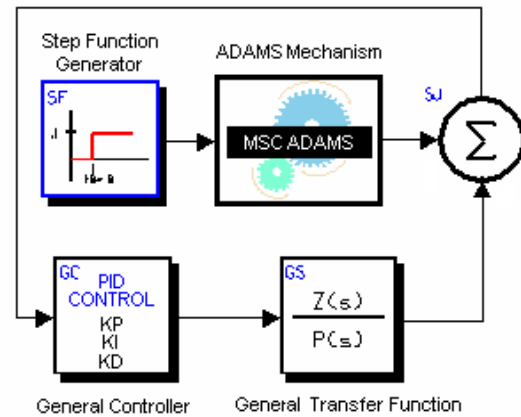 Step Function
Generator
ADAMS Mechanism
SF
SJ
MSC ADAMS
Σ
GC
PID
CONTROL
KP
KI
KD
GS
Z(s)
P(s)
General Controller
General Transfer Function